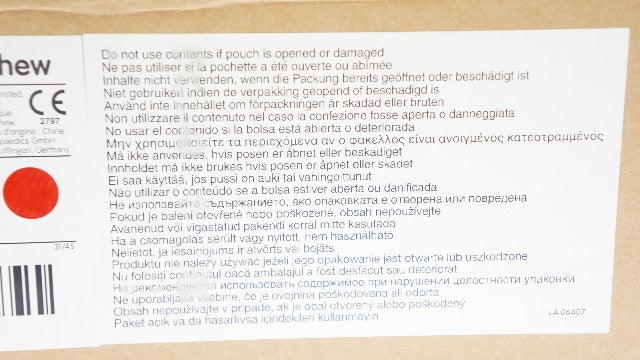 hew
CE
2797
d'origine : Chine.
paedics GmbH
uttlingen, Germany
31/45
Do not use contents if pouch is opened or damaged
Ne pas utiliser si la pochette a été ouverte ou abîmée
Inhalte nicht verwenden, wenn die Packung bereits geöffnet oder beschädigt ist
Niet gebruiken indien de verpakking geopend of beschadigd is
Använd inte innehållet om förpackningen är skadad eller bruten
Non utilizzare il contenuto nel caso la confezione fosse aperta o danneggiata
No usar el contenido si la bolsa está abierta o deteriorada
Μην χρησιμοποιείτε τα περιεχόμενα αν ο φακελλος είναι ανοιγμένος κατεστραμμένος
Må ikke anvendes, hvis posen er åbnet eller beskadiget
Innholdet må ikke brukes hvis posen er åpnet eller skadet
Ei saa käyttää, jos pussi on auki tai vahingoittunut
Não utilizar o conteúdo se a bolsa estiver aberta ou danificada
Не използвайте съдържанието, ако опаковката е отворена или повредена
Pokud je balení otevřené nebo poškozené, obsah nepoužívejte
Avanenud või vigastatud pakendi korral mitte kasutada
Ha a csomagolás sérült vagy nyitott, nem használható
Nelietot, ja iesainojums ir atvērts vai bojāts
Produktu nie należy używać jeżeli jego opakowanie jest otwarte lub uszkodzone
Nu folosiţi conţinutul dacă ambalajul a fost desfăcut sau deteriorat
Не рекомендуется использовать содержимое при нарушении целостности упаковки
Ne uporabljajte vsebine, če je ovojnina poškodovana ali odprta
Obsah nepoužívejte v prípade, ak je obal otvorený alebo poškodený
Paket açık ya da hasarlıysa içindekileri kullanmayın
LA 06407